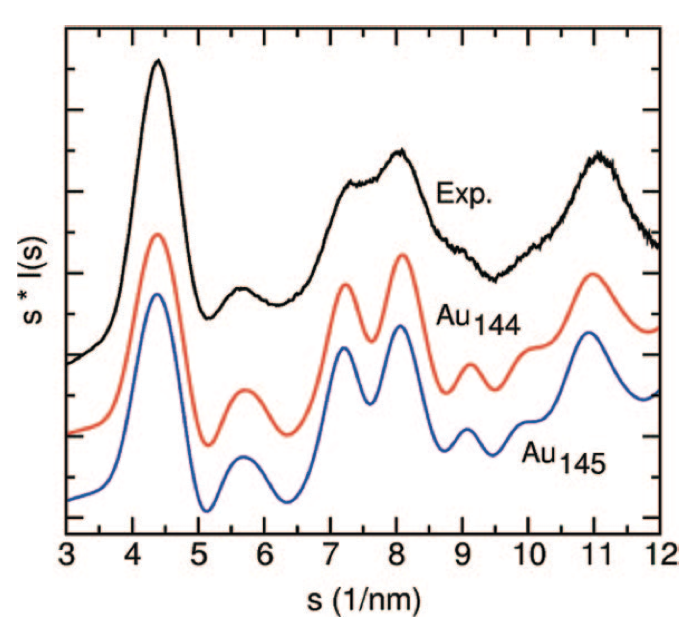 s * I(s)
Exp.
Au144
Au145
3 4 5 6 7 8 9 10 11 12
s (1/nm)